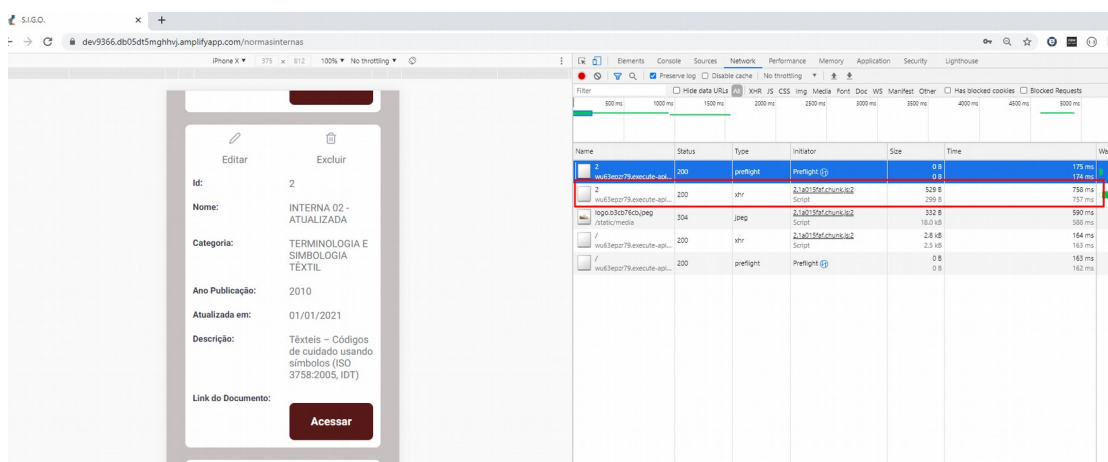 S.I.G.O.
dev9366.db05dt5mghhvj.amplifyapp.com/normasinternas
iPhone X ▼ 375 x 812 100% ▼ No throttling ▼
Editar Excluir
Id: 2
Nome: INTERNA 02 -
ATUALIZADA
Categoria: TERMINOLOGIA E
SIMBOLOGIA
TÊXTIL
Ano Publicação: 2010
Atualizada em: 01/01/2021
Descrição: Têxteis – Códigos
de cuidado usando
símbolos (ISO
3758:2005, IDT)
Link do Documento:
Acessar
Elements Console Sources Network Performance Memory Application Security Lighthouse
Preserve log Disable cache No throttling ▼
Filter Hide data URLs All XHR JS CSS Img Media Font Doc WS Manifest Other Has blocked cookies Blocked Requests
500 ms 1000 ms 1500 ms 2000 ms 2500 ms 3000 ms 3500 ms 4000 ms 4500 ms 5000 ms
Name Status Type Initiator Size Time Wa
2 200 preflight Preflight 0 B 175 ms
wu63epzr79.execute-api... 0 B 174 ms
2 200 xhr 2.1a015faf.chunk.js:2 529 B 758 ms
wu63epzr79.execute-api... Script 299 B 757 ms
logo.b3cb76cb.jpeg 304 jpeg 2.1a015faf.chunk.js:2 332 B 590 ms
/static/media Script 18.0 kB 588 ms
/ 200 xhr 2.1a015faf.chunk.js:2 2.8 kB 164 ms
wu63epzr79.execute-api... Script 2.5 kB 163 ms
/ 200 preflight Preflight 0 B 163 ms
wu63epzr79.execute-api... 0 B 162 ms